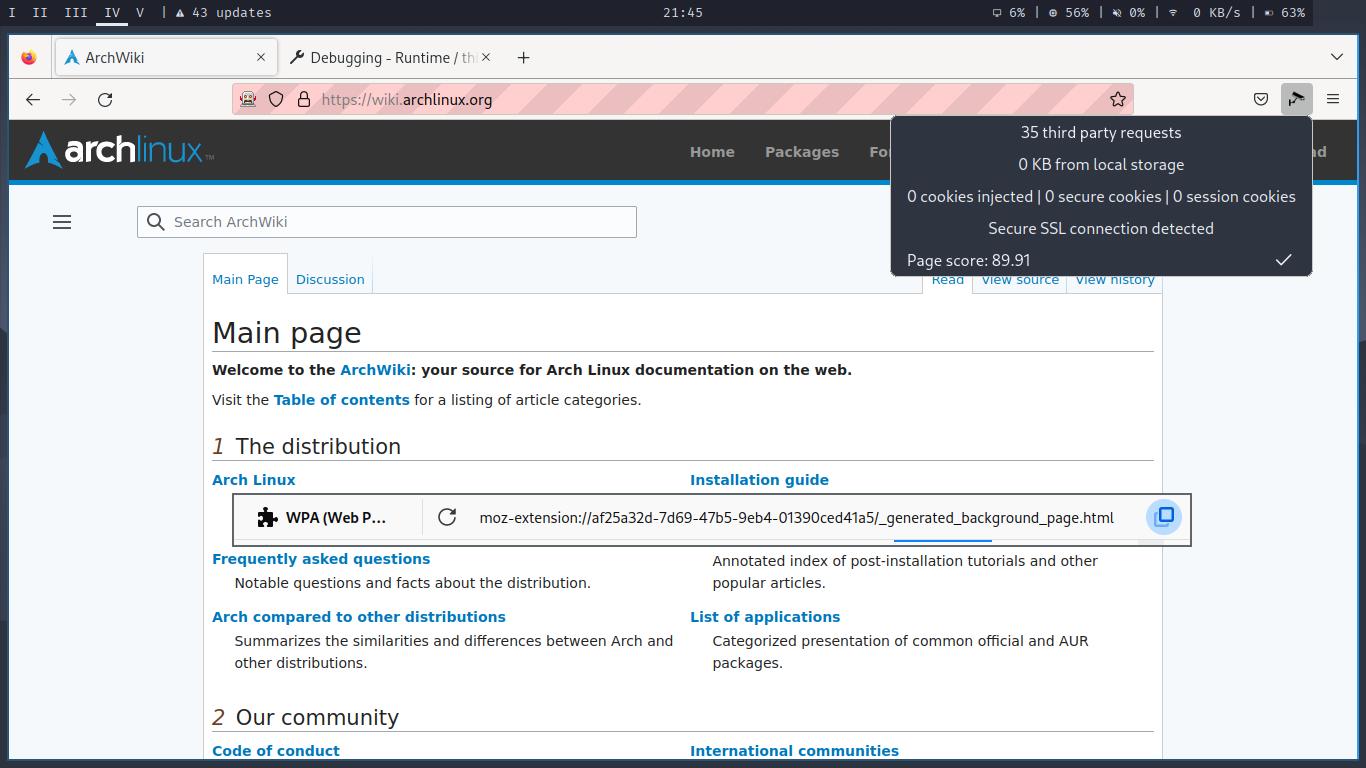 I II III IV V | 43 updates
21:45
6% | 56% | 0% | 0 KB/s | 63%
ArchWiki
Debugging - Runtime / th
https://wiki.archlinux.org
archlinux™
Home Packages
35 third party requests
0 KB from local storage
0 cookies injected | 0 secure cookies | 0 session cookies
Secure SSL connection detected
Page score: 89.91
Search ArchWiki
Main Page Discussion
Read View source View history
Main page
Welcome to the ArchWiki: your source for Arch Linux documentation on the web.
Visit the Table of contents for a listing of article categories.
1 The distribution
Arch Linux
Installation guide
WPA (Web P...
moz-extension://af25a32d-7d69-47b5-9eb4-01390ced41a5/_generated_background_page.html
Frequently asked questions
Notable questions and facts about the distribution.
Annotated index of post-installation tutorials and other
popular articles.
Arch compared to other distributions
Summarizes the similarities and differences between Arch and
other distributions.
List of applications
Categorized presentation of common official and AUR
packages.
2 Our community
Code of conduct
International communities